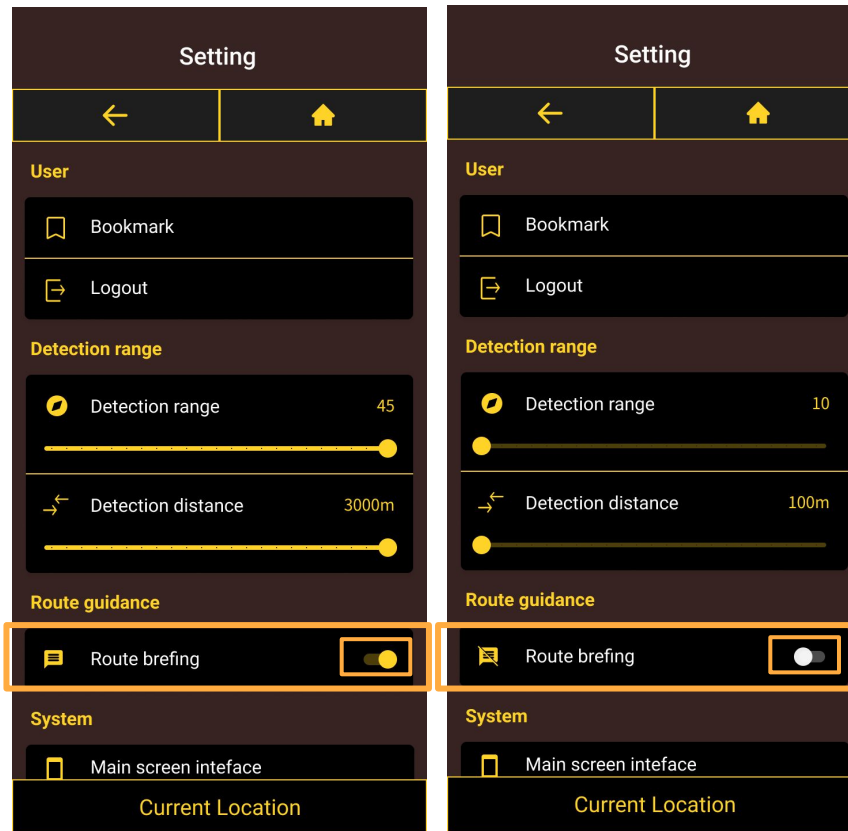 Setting
User
Bookmark
Logout
Detection range
Detection range 45
Detection distance 3000m
Route guidance
Route brefing
System
Main screen inteface
Current Location
Setting
User
Bookmark
Logout
Detection range
Detection range 10
Detection distance 100m
Route guidance
Route brefing
System
Main screen inteface
Current Location